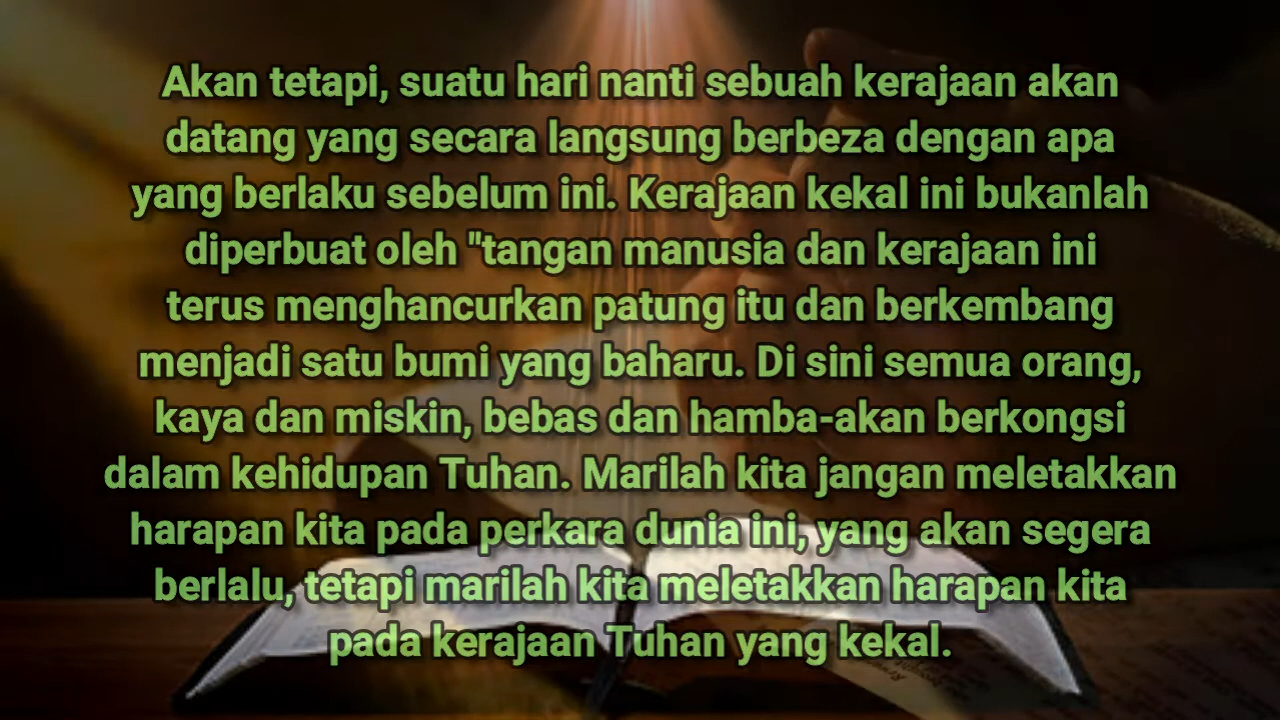 Akan tetapi, suatu hari nanti sebuah kerajaan akan
datang yang secara langsung berbeza dengan apa
yang berlaku sebelum ini. Kerajaan kekal ini bukanlah
diperbuat oleh "tangan manusia dan kerajaan ini
terus menghancurkan patung itu dan berkembang
menjadi satu bumi yang baharu. Di sini semua orang,
kaya dan miskin, bebas dan hamba-akan berkongsi
dalam kehidupan Tuhan. Marilah kita jangan meletakkan
harapan kita pada perkara dunia ini, yang akan segera
berlalu, tetapi marilah kita meletakkan harapan kita
pada kerajaan Tuhan yang kekal.